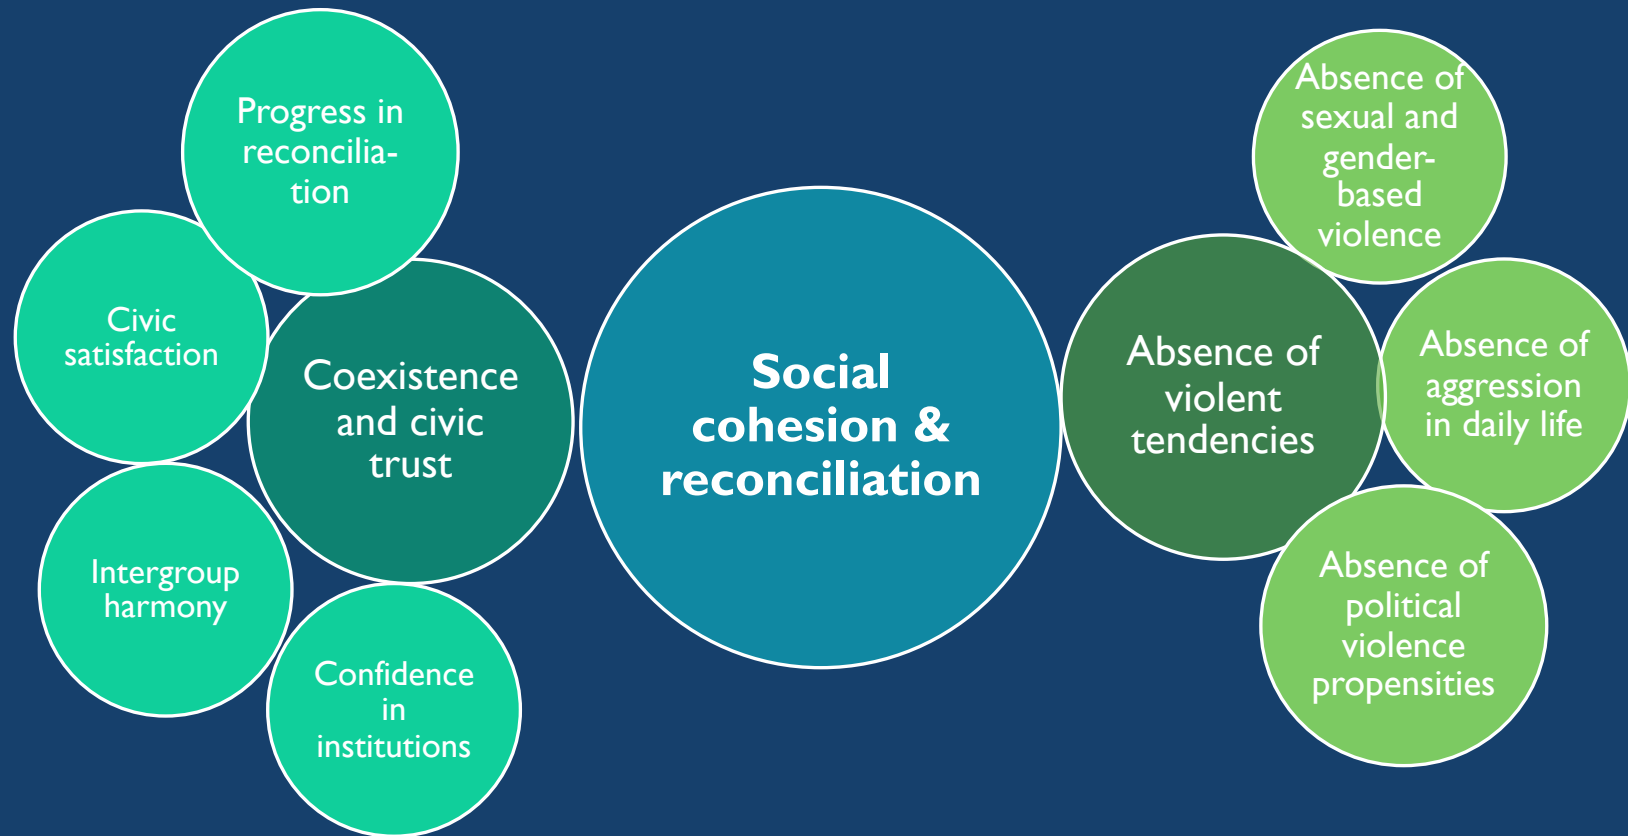 Progress in
reconcilia-
tion
Civic
satisfaction
Coexistence
and civic
trust
Intergroup
harmony
Confidence
in
institutions
Social
cohesion &
reconciliation
Absence of
violent
tendencies
Absence of
sexual and
gender-
based
violence
Absence of
aggression
in daily life
Absence of
political
violence
propensities